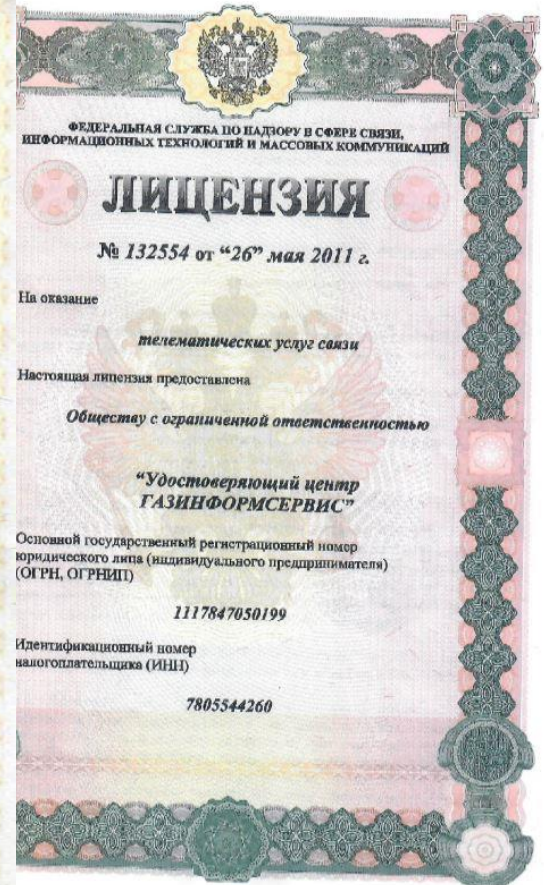 ФЕДЕРАЛЬНАЯ СЛУЖБА ПО НАДЗОРУ В СФЕРЕ СВЯЗИ,
ИНФОРМАЦИОННЫХ ТЕХНОЛОГИЙ И МАССОВЫХ КОММУНИКАЦИЙ
ЛИЦЕНЗИЯ
№ 132554 от “26” мая 2011 г.
На оказание
телематических услуг связи
Настоящая лицензия предоставлена
Обществу с ограниченной ответственностью
“Удостоверяющий центр
ГАЗИНФОРМСЕРВИС”
Основной государственный регистрационный номер
юридического лица (индивидуального предпринимателя)
(ОГРН, ОГРНИП)
1117847050199
Идентификационный номер
налогоплательщика (ИНН)
7805544260